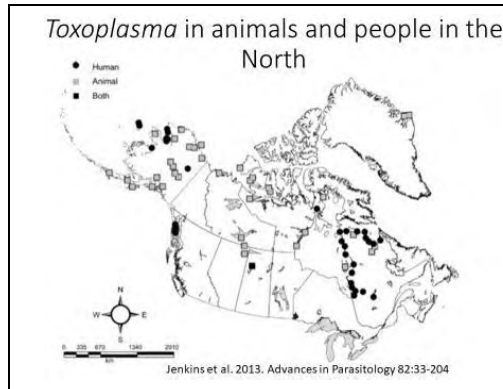 Toxoplasma in animals and people in the
North
Human
Animal
Both
N
W E
S
0 235 670 1340 2010
km
Jenkins et al. 2013. Advances in Parasitology 82:33-204